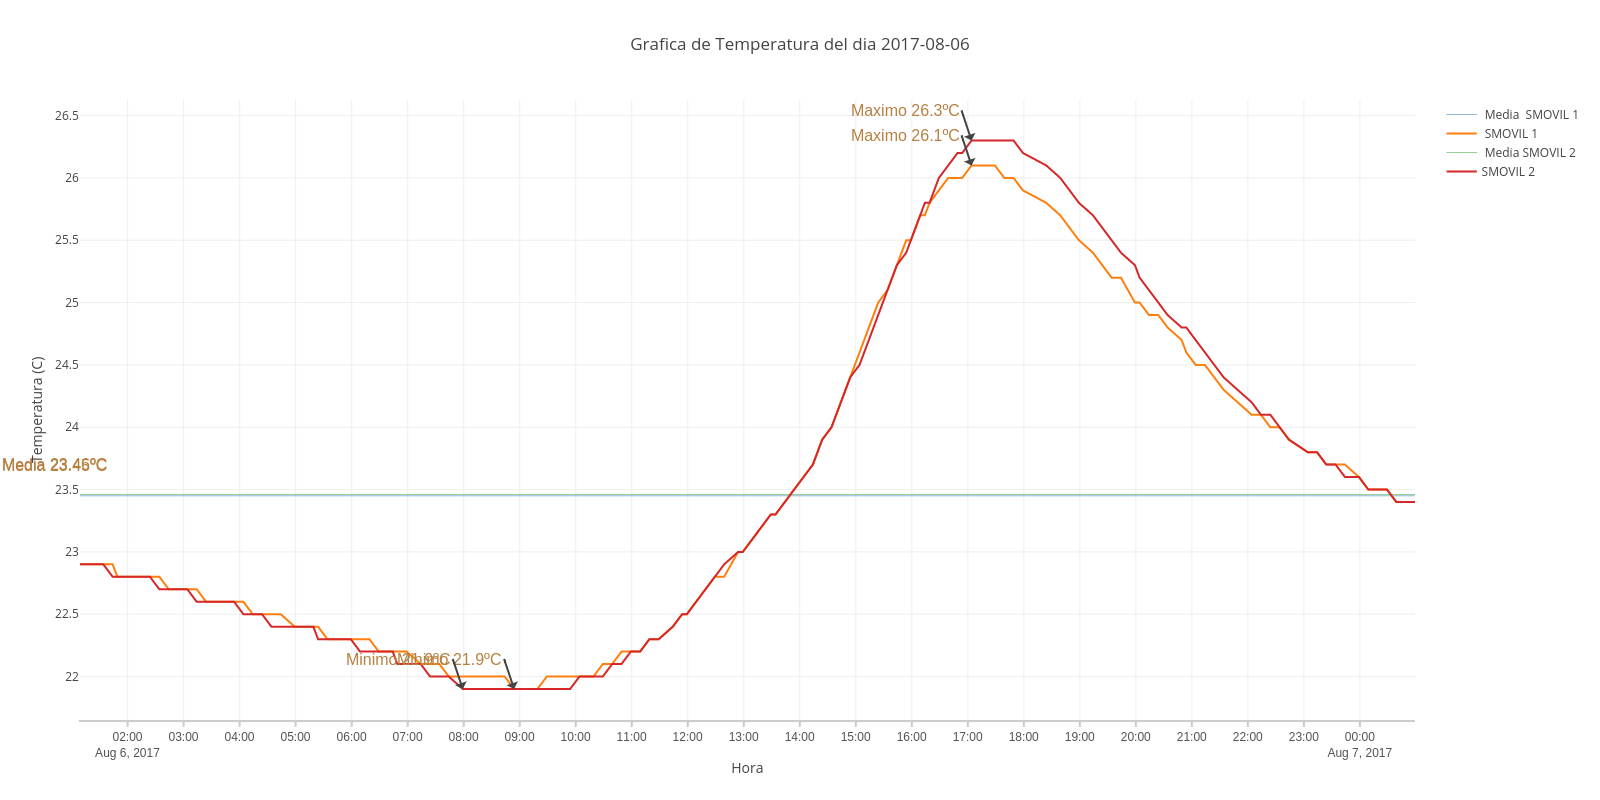 Grafica de Temperatura del dia 2017-08-06
Maximo 26.3ºC
Maximo 26.1ºC
Media  SMOVIL 1
SMOVIL 1
Media SMOVIL 2
SMOVIL 2
26.5
26
25.5
25
24.5
24
23.5
23
22.5
22
Temperatura (C)
Media 23.46ºC
Minimo 21.9ºC
Minimo 21.9ºC
02:00 03:00 04:00 05:00 06:00 07:00 08:00 09:00 10:00 11:00 12:00 13:00 14:00 15:00 16:00 17:00 18:00 19:00 20:00 21:00 22:00 23:00 00:00
Aug 6, 2017 Aug 7, 2017
Hora